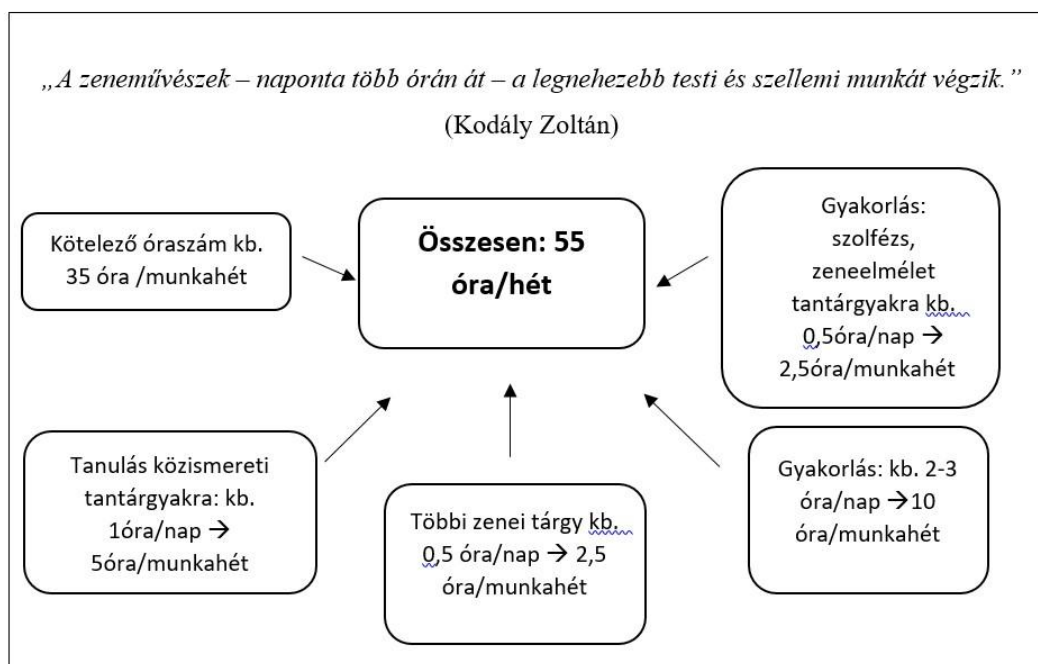 „A zeneművészek – naponta több órán át – a legnehezebb testi és szellemi munkát végzik.”
(Kodály Zoltán)
Kötelező óraszám kb.
35 óra /munkahét
Összesen: 55
óra/hét
Gyakorlás:
szolfézs,
zeneelmélet
tantárgyakra kb.
0,5óra/nap →
2,5óra/munkahét
Tanulás közismereti
tantárgyakra: kb.
1óra/nap →
5óra/munkahét
Többi zenei tárgy kb.
0,5 óra/nap → 2,5
óra/munkahét
Gyakorlás: kb. 2-3
óra/nap →10
óra/munkahét